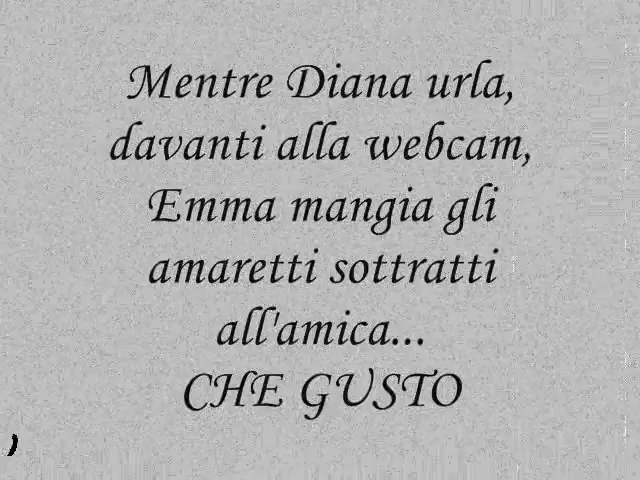 Mentre Diana urla,
davanti alla webcam,
Emma mangia gli
amaretti sottratti
all'amica...
CHE GUSTO
)